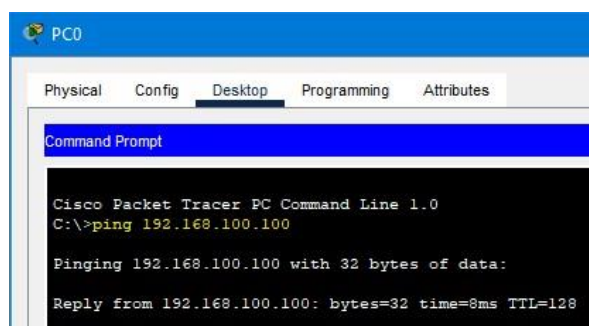 PC0
Physical Config Desktop Programming Attributes
Command Prompt
Cisco Packet Tracer PC Command Line 1.0
C:\>ping 192.168.100.100
Pinging 192.168.100.100 with 32 bytes of data:
Reply from 192.168.100.100: bytes=32 time=8ms TTL=128